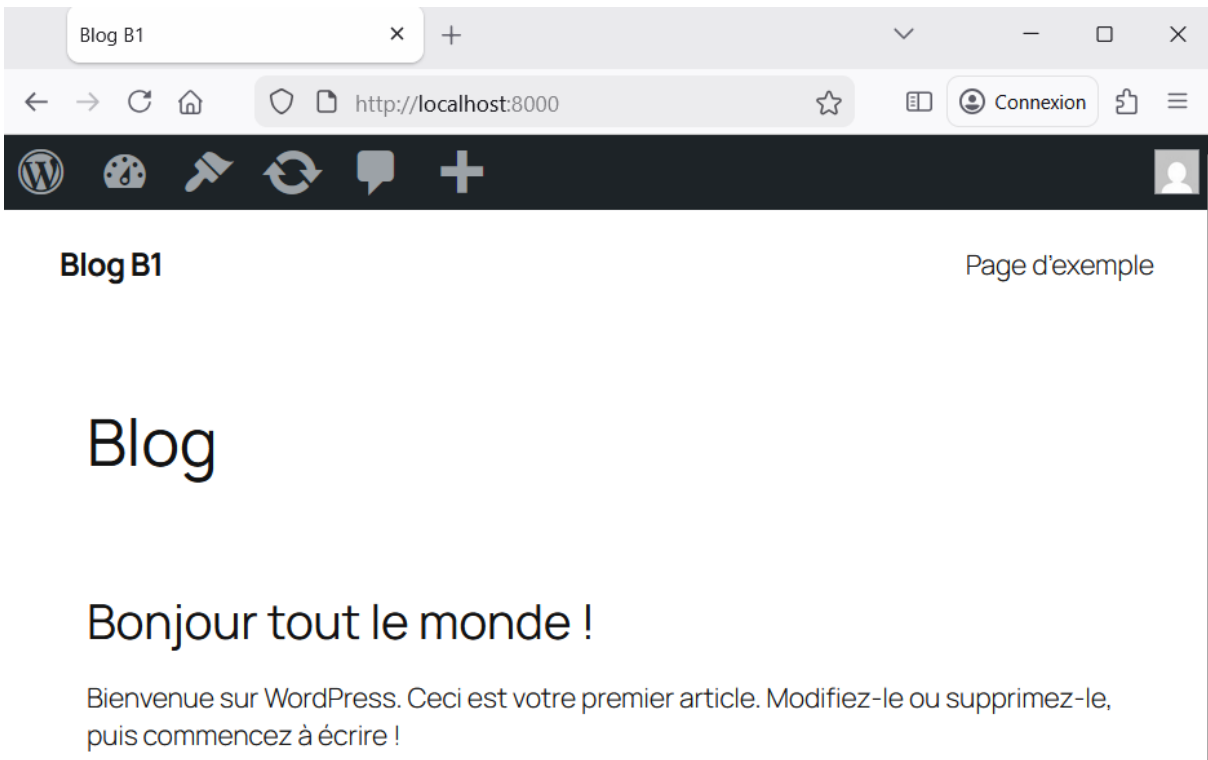 Blog B1
http://localhost:8000
Connexion
Blog B1
Page d’exemple
Blog
Bonjour tout le monde !
Bienvenue sur WordPress. Ceci est votre premier article. Modifiez-le ou supprimez-le,
puis commencez à écrire !